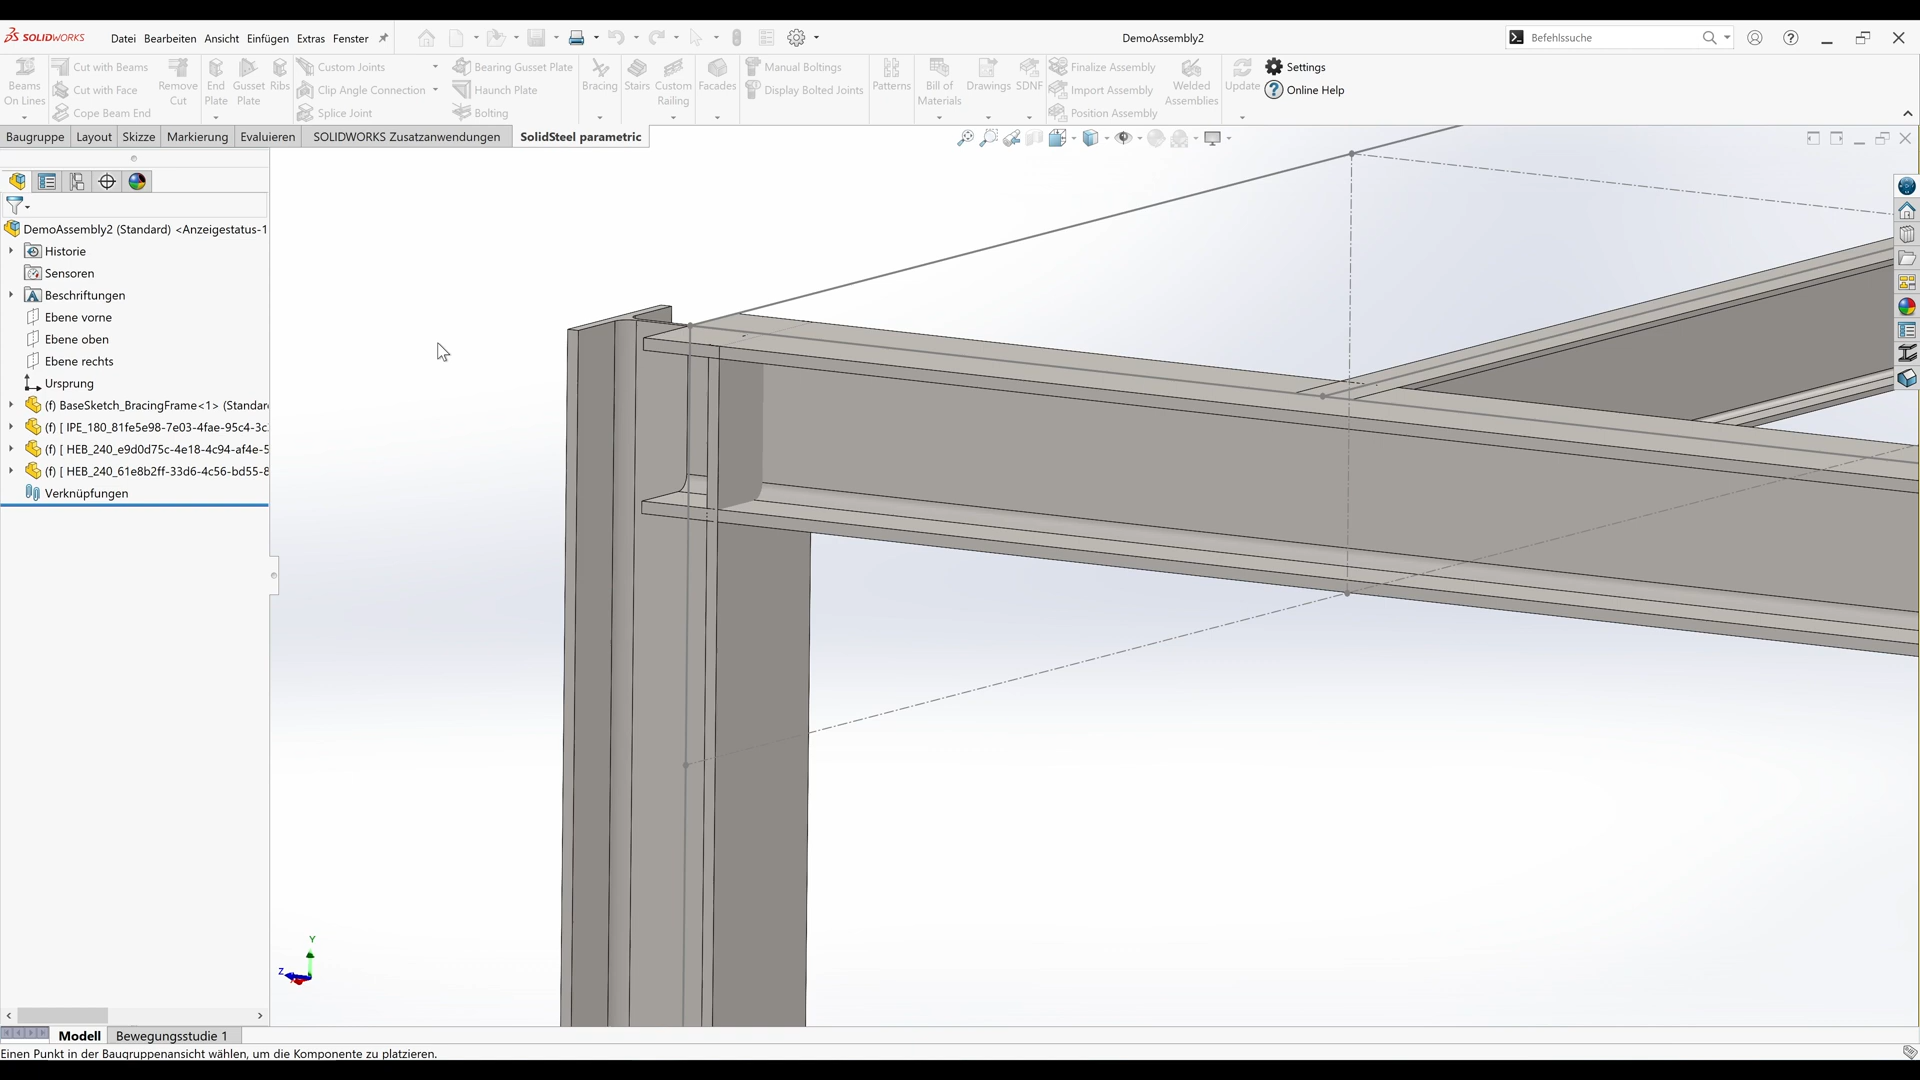 SOLIDWORKS Datei Bearbeiten Ansicht Einfügen Extras Fenster DemoAssembly2 Befehlssuche
Beams On Lines
Cut with Beams
Cut with Face
Cope Beam End
Remove Cut
End Plate
Gusset Plate
Ribs
Custom Joints
Clip Angle Connection
Splice Joint
Bearing Gusset Plate
Haunch Plate
Bolting
Bracing
Stairs
Custom Railing
Facades
Manual Boltings
Display Bolted Joints
Patterns
Bill of Materials
Drawings
SDNF
Finalize Assembly
Import Assembly
Position Assembly
Welded Assemblies
Update
Settings
Online Help
Baugruppe Layout Skizze Markierung Evaluieren SOLIDWORKS Zusatzanwendungen SolidSteel parametric
DemoAssembly2 (Standard) <Anzeigestatus-1
Historie
Sensoren
Beschriftungen
Ebene vorne
Ebene oben
Ebene rechts
Ursprung
(f) BaseSketch_BracingFrame<1> (Standar
(f) [ IPE_180_81fe5e98-7e03-4fae-95c4-3c
(f) [ HEB_240_e9d0d75c-4e18-4c94-af4e-5
(f) [ HEB_240_61e8b2ff-33d6-4c56-bd55-8
Verknüpfungen
Y
Z
Modell Bewegungsstudie 1
Einen Punkt in der Baugruppenansicht wählen, um die Komponente zu platzieren.